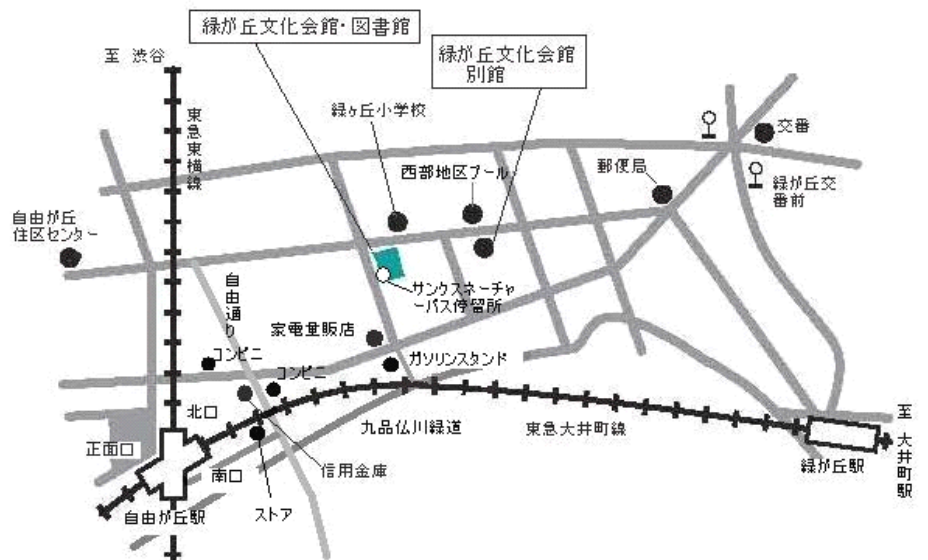 緑が丘文化会館・図書館
緑が丘文化会館
別館
至 渋谷
東急東横線
緑ヶ丘小学校
西部地区プール
郵便局
交番
緑が丘交
番前
自由が丘
住区センター
自由通り
サンクスネーチャ
ーバス停留所
家電量販店
コンビニ
コンビニ
ガソリンスタンド
北口
正面口
南口
九品仏川緑道
東急大井町線
信用金庫
ストア
自由が丘駅
緑が丘駅
至 大井町駅